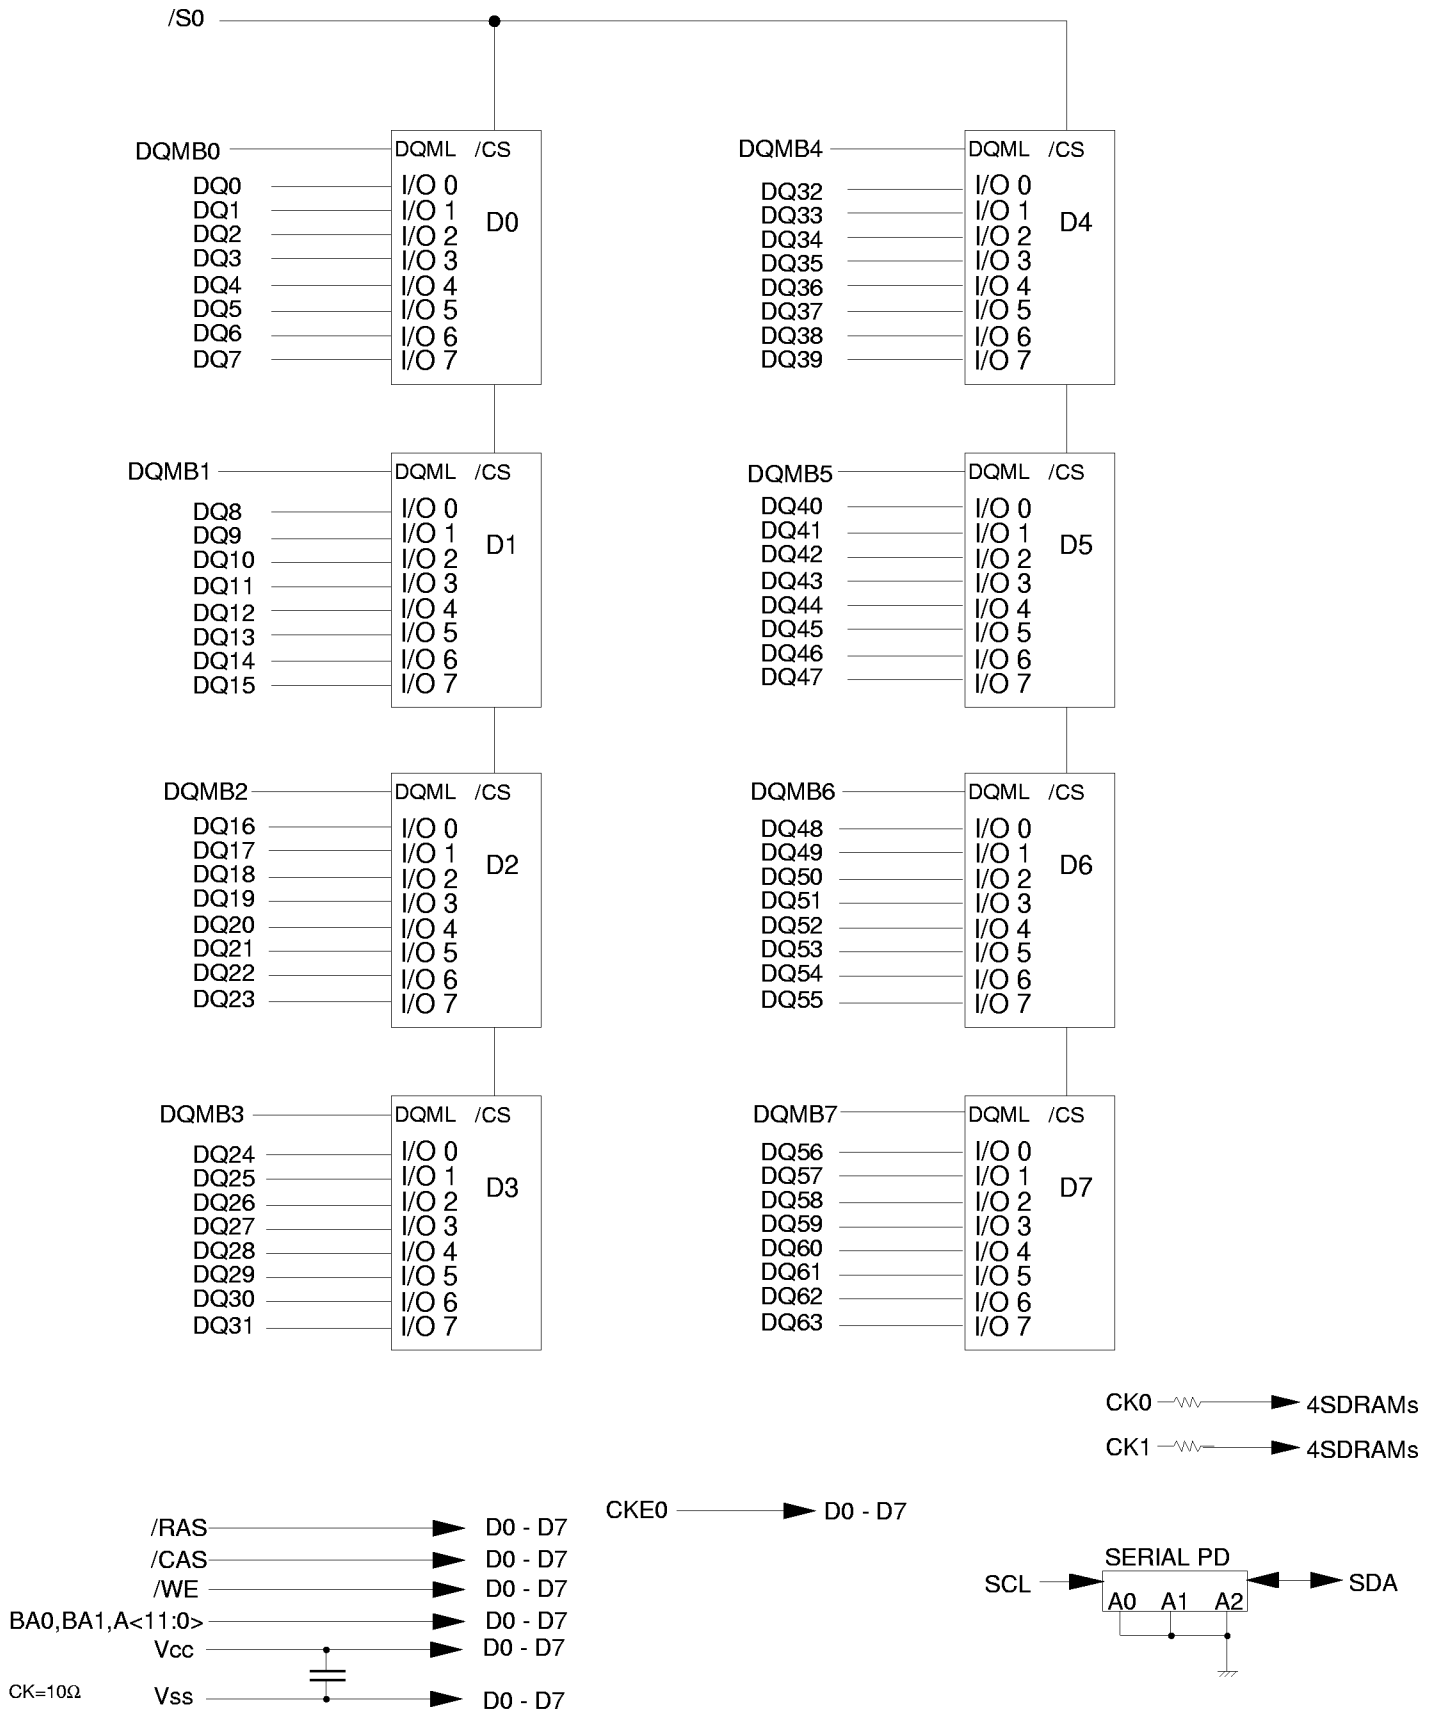 /S0
DQMB0 DQML /CS
DQ0 I/O 0
DQ1 I/O 1
DQ2 I/O 2
DQ3 I/O 3
DQ4 I/O 4
DQ5 I/O 5
DQ6 I/O 6
DQ7 I/O 7
D0
DQMB4 DQML /CS
DQ32 I/O 0
DQ33 I/O 1
DQ34 I/O 2
DQ35 I/O 3
DQ36 I/O 4
DQ37 I/O 5
DQ38 I/O 6
DQ39 I/O 7
D4
DQMB1 DQML /CS
DQ8 I/O 0
DQ9 I/O 1
DQ10 I/O 2
DQ11 I/O 3
DQ12 I/O 4
DQ13 I/O 5
DQ14 I/O 6
DQ15 I/O 7
D1
DQMB5 DQML /CS
DQ40 I/O 0
DQ41 I/O 1
DQ42 I/O 2
DQ43 I/O 3
DQ44 I/O 4
DQ45 I/O 5
DQ46 I/O 6
DQ47 I/O 7
D5
DQMB2 DQML /CS
DQ16 I/O 0
DQ17 I/O 1
DQ18 I/O 2
DQ19 I/O 3
DQ20 I/O 4
DQ21 I/O 5
DQ22 I/O 6
DQ23 I/O 7
D2
DQMB6 DQML /CS
DQ48 I/O 0
DQ49 I/O 1
DQ50 I/O 2
DQ51 I/O 3
DQ52 I/O 4
DQ53 I/O 5
DQ54 I/O 6
DQ55 I/O 7
D6
DQMB3 DQML /CS
DQ24 I/O 0
DQ25 I/O 1
DQ26 I/O 2
DQ27 I/O 3
DQ28 I/O 4
DQ29 I/O 5
DQ30 I/O 6
DQ31 I/O 7
D3
DQMB7 DQML /CS
DQ56 I/O 0
DQ57 I/O 1
DQ58 I/O 2
DQ59 I/O 3
DQ60 I/O 4
DQ61 I/O 5
DQ62 I/O 6
DQ63 I/O 7
D7
CK0 4SDRAMs
CK1 4SDRAMs
CKE0 D0 - D7
/RAS D0 - D7
/CAS D0 - D7
/WE D0 - D7
BA0,BA1,A<11:0> D0 - D7
Vcc D0 - D7
Vss D0 - D7
CK=10Ω
SERIAL PD
SCL SDA
A0 A1 A2